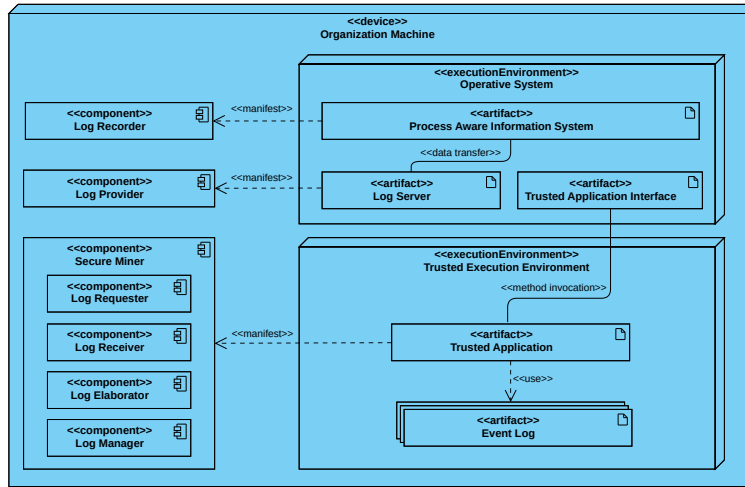 <<device>>
Organization Machine
<<executionEnvironment>>
Operative System
<<component>>
Log Recorder
<<manifest>>
<<artifact>>
Process Aware Information System
<<data transfer>>
<<component>>
Log Provider
<<manifest>>
<<artifact>>
Log Server
<<artifact>>
Trusted Application Interface
<<component>>
Secure Miner
<<component>>
Log Requester
<<component>>
Log Receiver
<<component>>
Log Elaborator
<<component>>
Log Manager
<<executionEnvironment>>
Trusted Execution Environment
<<method invocation>>
<<manifest>>
<<artifact>>
Trusted Application
<<use>>
<<artifact>>
Event Log